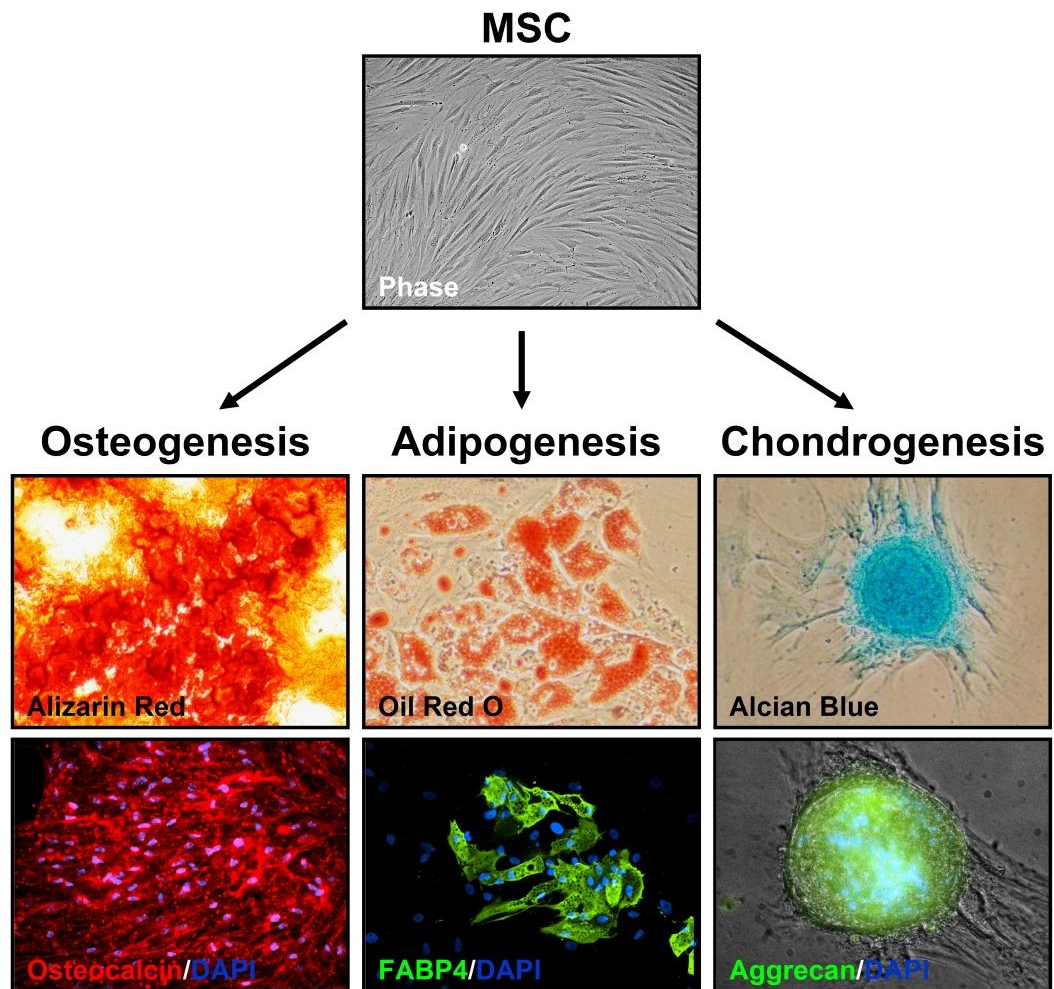 MSC
Phase
Osteogenesis
Adipogenesis
Chondrogenesis
Alizarin Red
Oil Red O
Alcian Blue
Osteocalcin/DAPI
FABP4/DAPI
Aggrecan/DAPI